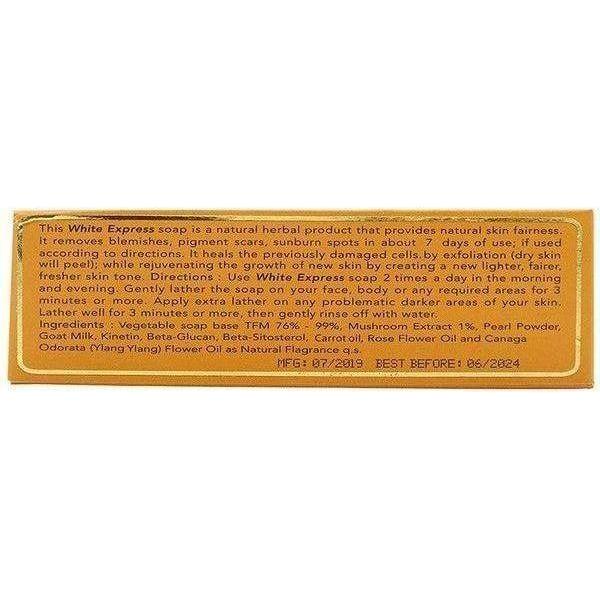 This White Express soap is a natural herbal product that provides natural skin fairness.
It removes blemishes, pigment scars, sunburn spots in about 7 days of use; if used
according to directions. It heals the previously damaged cells by exfoliation (dry skin
will peel); while rejuvenating the growth of new skin by creating a new lighter, fairer,
fresher skin tone. Directions : Use White Express soap 2 times a day in the morning
and evening. Gently lather the soap on your face, body or any required areas for 3
minutes or more. Apply extra lather on any problematic darker areas of your skin.
Lather well for 3 minutes or more, then gently rinse off with water.
Ingredients : Vegetable soap base TFM 76% - 99%, Mushroom Extract 1%, Pearl Powder,
Goat Milk, Kinetin, Beta-Glucan, Beta-Sitosterol, Carrot oil, Rose Flower Oil and Canaga
Odorata (Ylang Ylang) Flower Oil as Natural Flagrance q.s.
MFG: 07/2019 BEST BEFORE: 06/2024